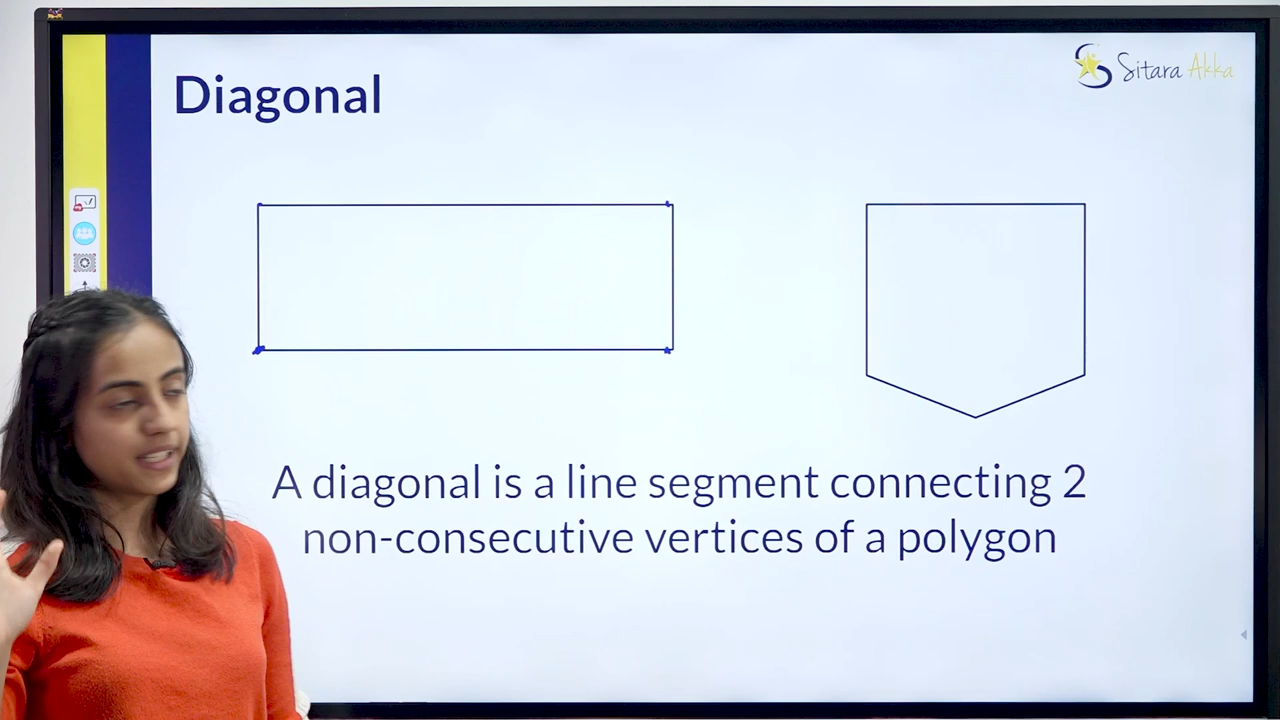 Sitara Akka
Diagonal
A diagonal is a line segment connecting 2
non-consecutive vertices of a polygon